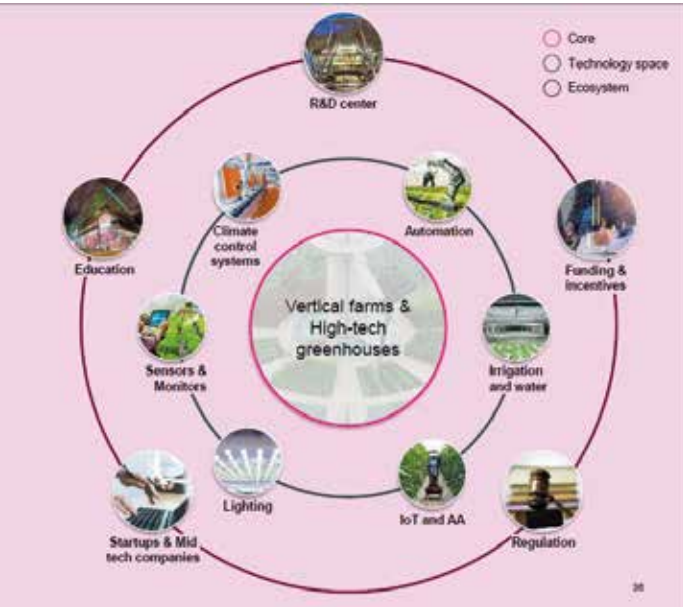 Core
Technology space
Ecosystem
R&D center
Climate
control
systems
Automation
Education
Funding &
incentives
Vertical farms &
High-tech
greenhouses
Sensors &
Monitors
Irrigation
and water
Lighting
IoT and AA
Startups & Mid
tech companies
Regulation